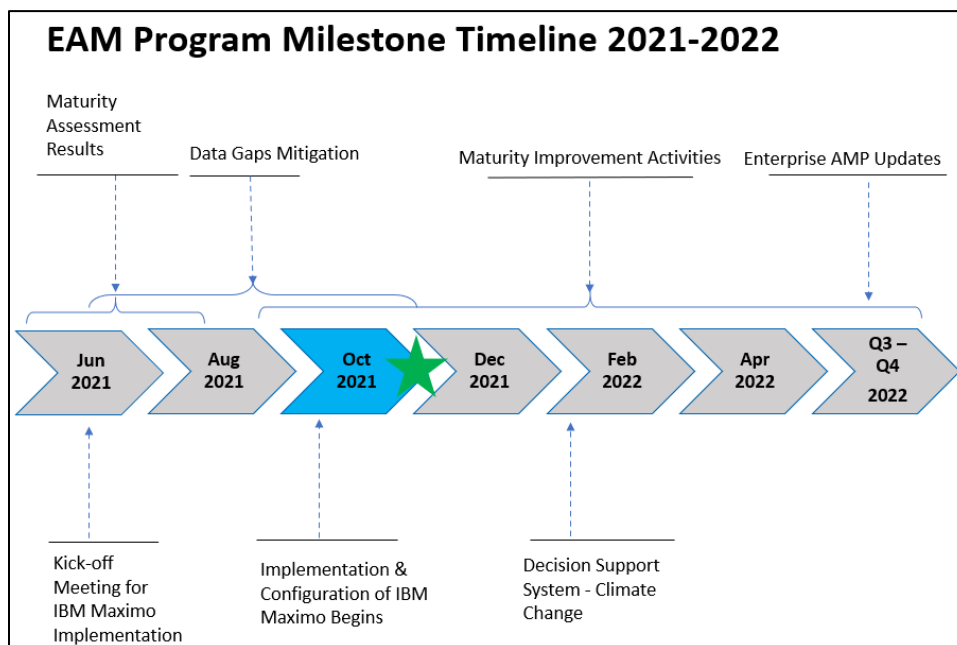 EAM Program Milestone Timeline 2021-2022
Maturity
Assessment
Results
Data Gaps Mitigation
Maturity Improvement Activities
Enterprise AMP Updates
Jun
2021
Aug
2021
Oct
2021
Dec
2021
Feb
2022
Apr
2022
Q3 –
Q4
2022
Kick-off
Meeting for
IBM Maximo
Implementation
Implementation &
Configuration of IBM
Maximo Begins
Decision Support
System - Climate
Change